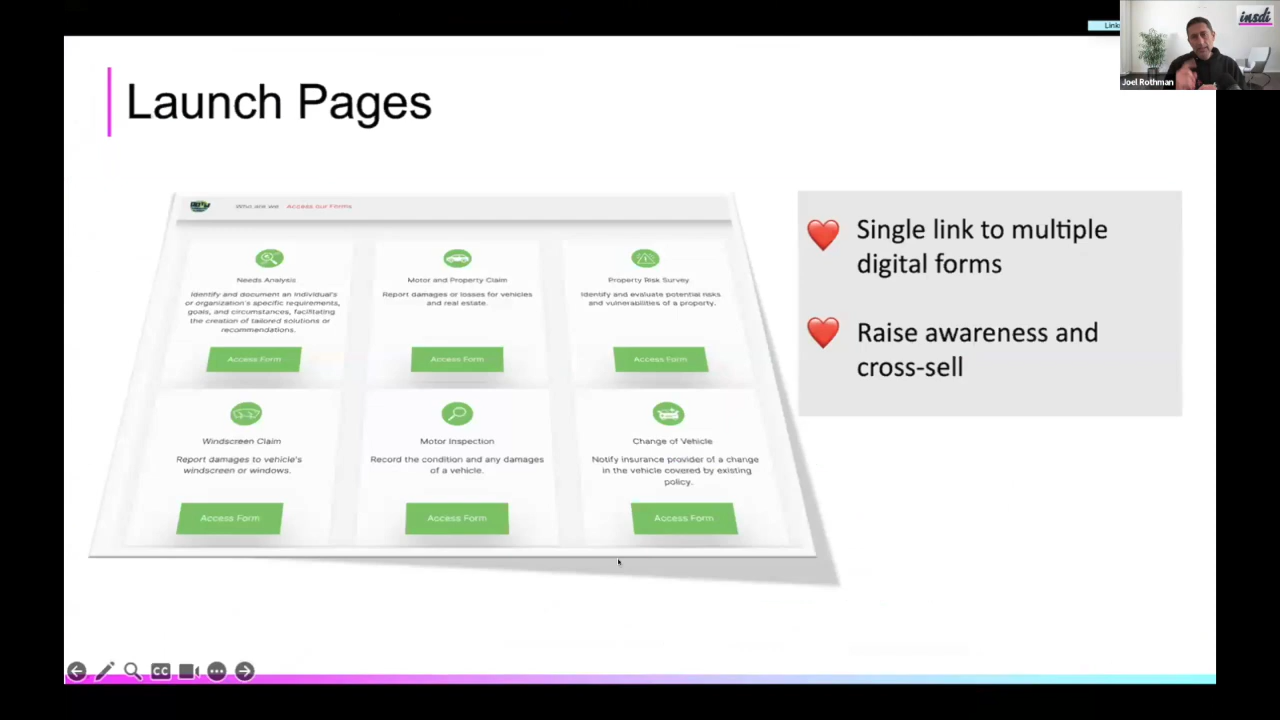 Link
insdi
Joel Rothman
Launch Pages
Who are we
Access our Forms
Needs Analysis
Identify and document an individual's
or organization's specific requirements,
goals, and circumstances, facilitating
the creation of tailored solutions or
recommendations.
Access Form
Motor and Property Claim
Report damages or losses for vehicles
and real estate.
Access Form
Property Risk Survey
Identify and evaluate potential risks
and vulnerabilities of a property.
Access Form
Windscreen Claim
Report damages to vehicle's
windscreen or windows.
Access Form
Motor Inspection
Record the condition and any damages
of a vehicle.
Access Form
Change of Vehicle
Notify insurance provider of a change
in the vehicle covered by existing
policy.
Access Form
Single link to multiple
digital forms
Raise awareness and
cross-sell
CC